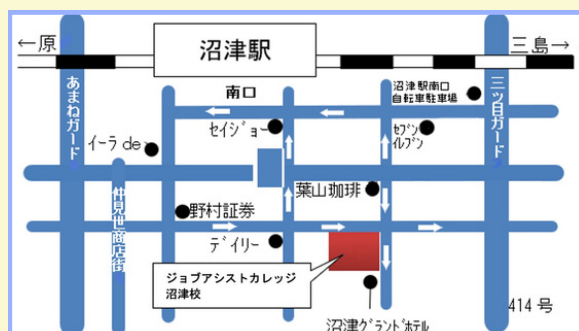 ←原
沼津駅
三島→
あまねガード
南口
沼津駅南口
自転車駐車場
三ツ目ガード
セイジョー
セブン
イレブン
イーラde
仲見世商店街
葉山珈琲
野村証券
デイリー
ジョブアシストカレッジ
沼津校
沼津グランドホテル
414号